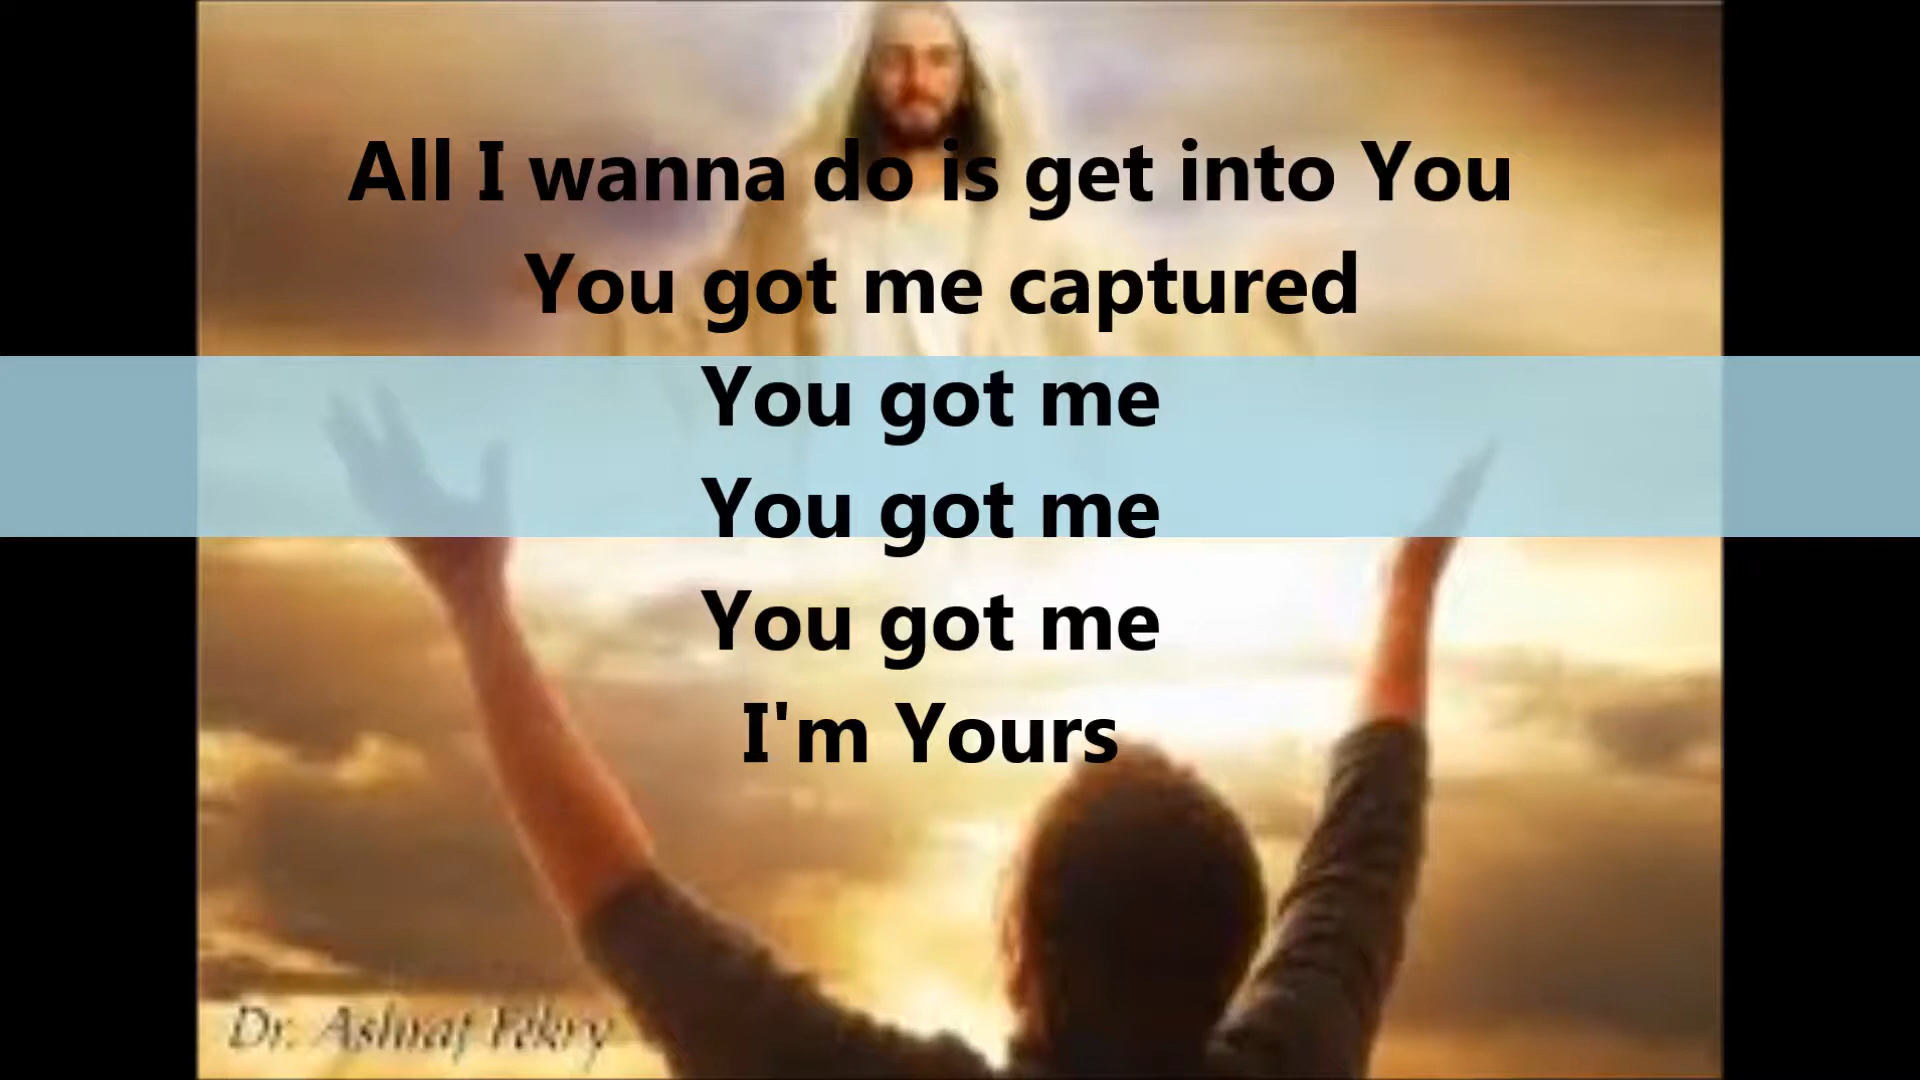 All I wanna do is get into You
You got me captured
You got me
You got me
You got me
I'm Yours
Dr. Ashraf Fekry